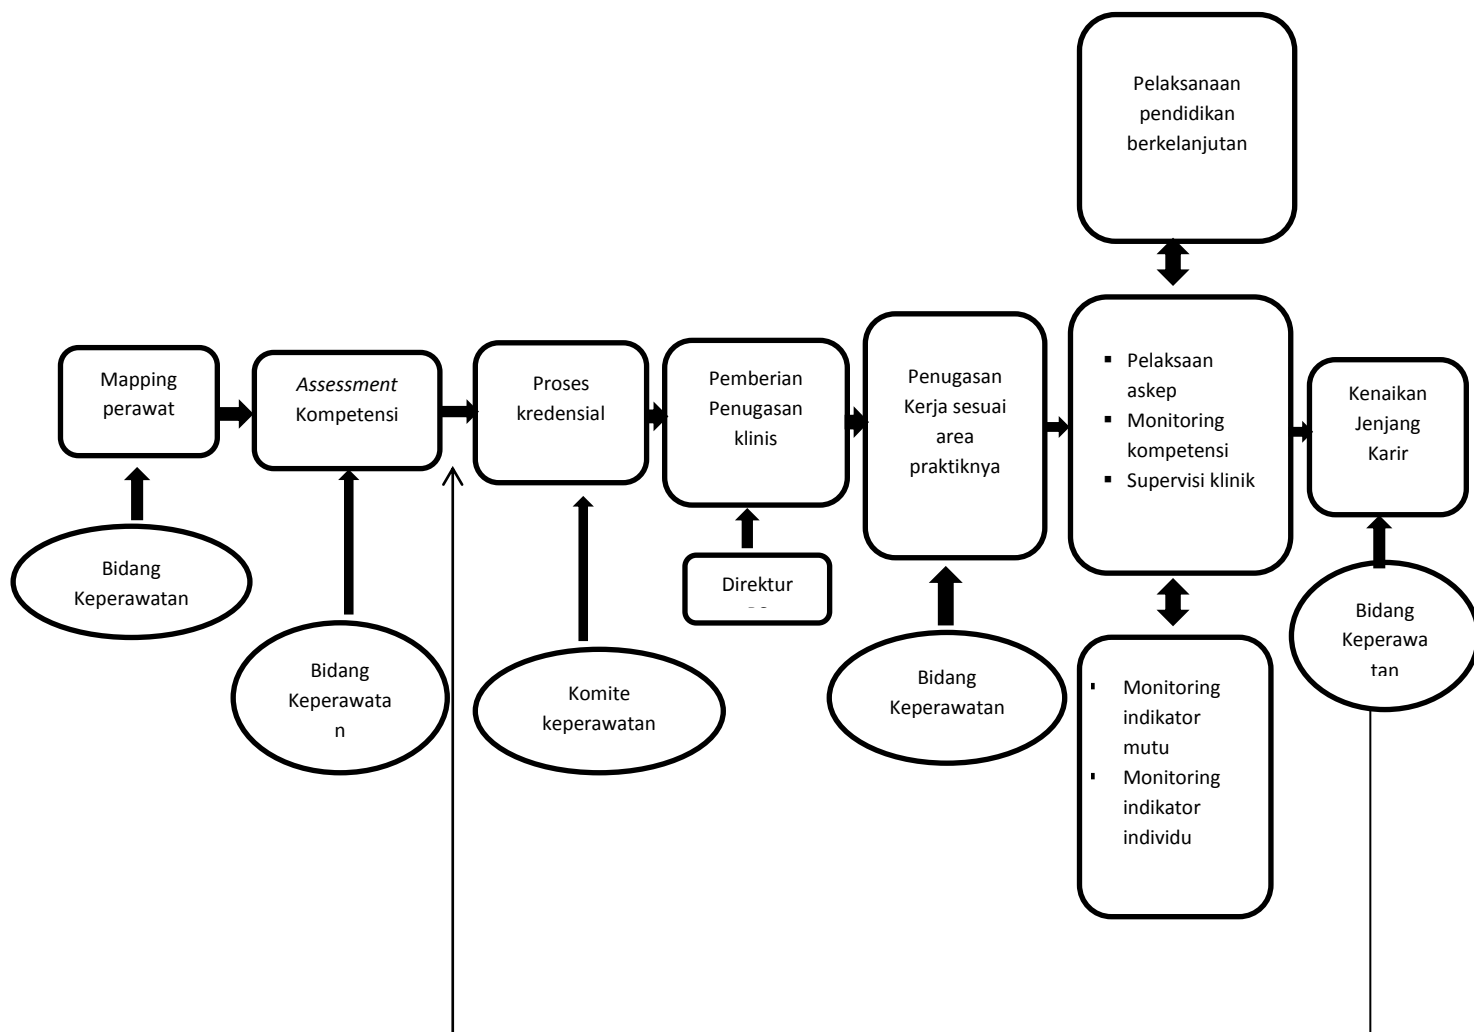 Pelaksanaan
pendidikan
berkelanjutan
Mapping
perawat
Assessment
Kompetensi
Proses
kredensial
Pemberian
Penugasan
klinis
Penugasan
Kerja sesuai
area
praktiknya
▪ Pelaksaan
askep
▪ Monitoring
kompetensi
▪ Supervisi klinik
Kenaikan
Jenjang
Karir
Bidang
Keperawatan
Bidang
Keperawata
n
Komite
keperawatan
Direktur
Bidang
Keperawatan
▪ Monitoring
indikator
mutu
▪ Monitoring
indikator
individu
Bidang
Keperawa
tan